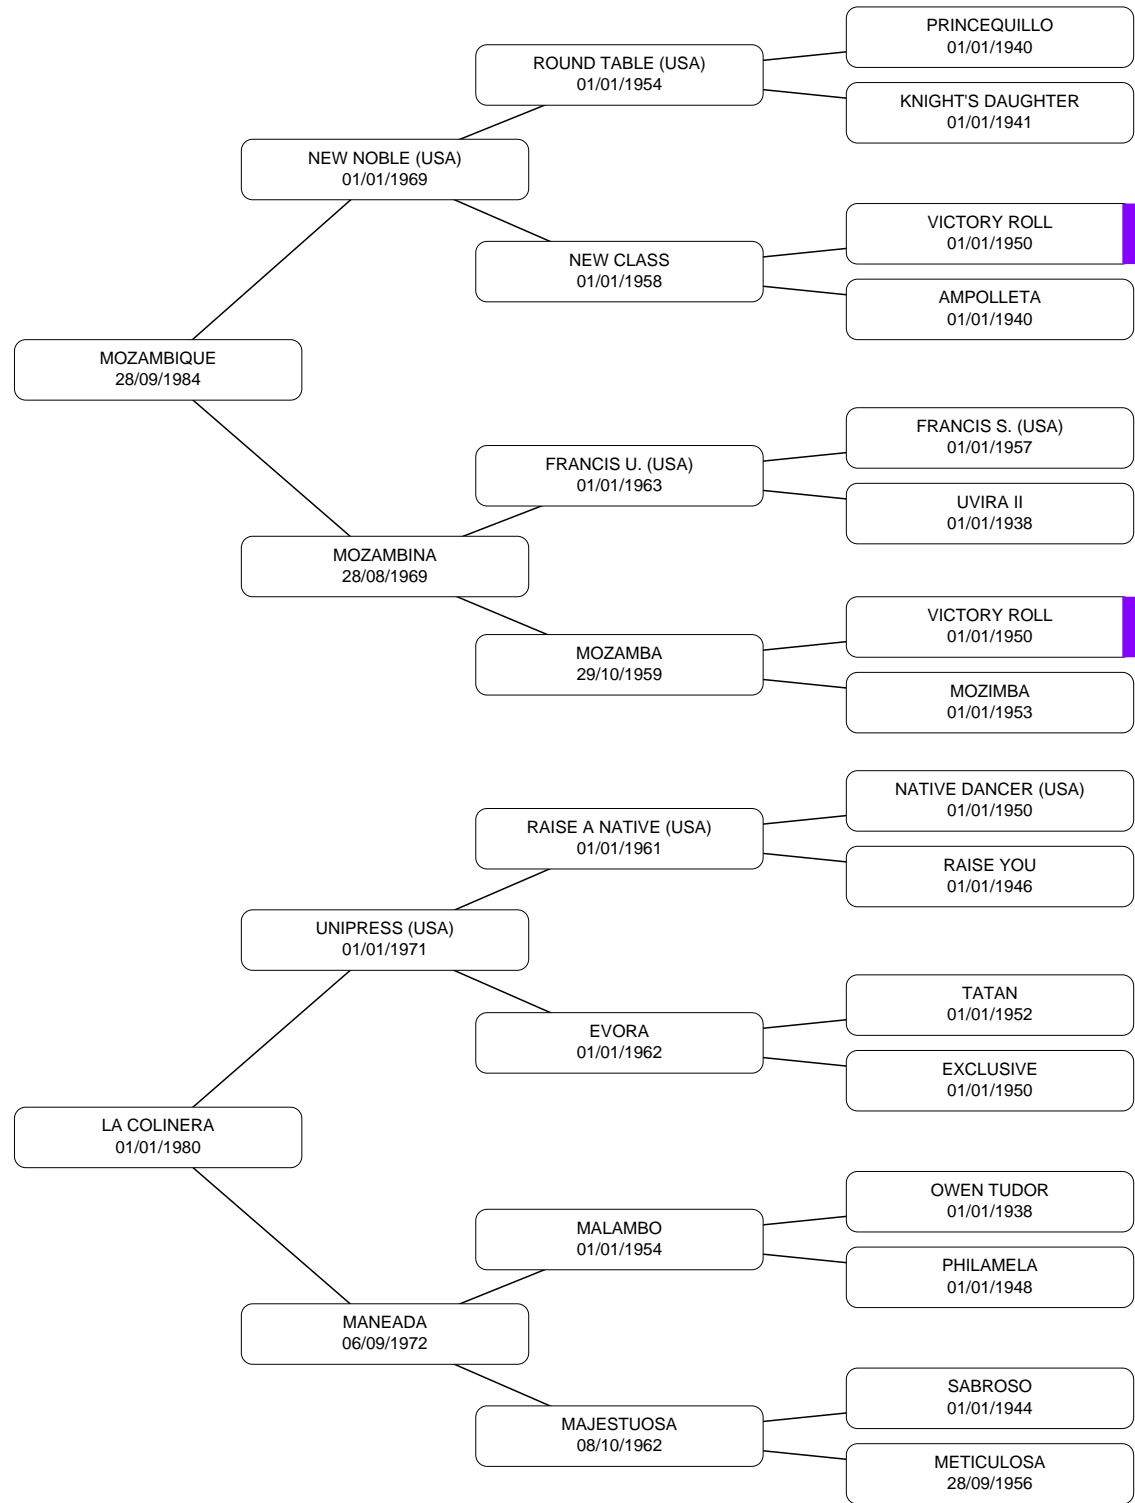 PRINCEQUILLO
01/01/1940
ROUND TABLE (USA)
01/01/1954
KNIGHT'S DAUGHTER
01/01/1941
NEW NOBLE (USA)
01/01/1969
VICTORY ROLL
01/01/1950
NEW CLASS
01/01/1958
AMPOLLETA
01/01/1940
MOZAMBIQUE
28/09/1984
FRANCIS S. (USA)
01/01/1957
FRANCIS U. (USA)
01/01/1963
UVIRA II
01/01/1938
MOZAMBINA
28/08/1969
VICTORY ROLL
01/01/1950
MOZAMBA
29/10/1959
MOZIMBA
01/01/1953
NATIVE DANCER (USA)
01/01/1950
RAISE A NATIVE (USA)
01/01/1961
RAISE YOU
01/01/1946
UNIPRESS (USA)
01/01/1971
TATAN
01/01/1952
EVORA
01/01/1962
EXCLUSIVE
01/01/1950
LA COLINERA
01/01/1980
OWEN TUDOR
01/01/1938
MALAMBO
01/01/1954
PHILAMELA
01/01/1948
MANEADA
06/09/1972
SABROSO
01/01/1944
MAJESTUOSA
08/10/1962
METICULOSA
28/09/1956